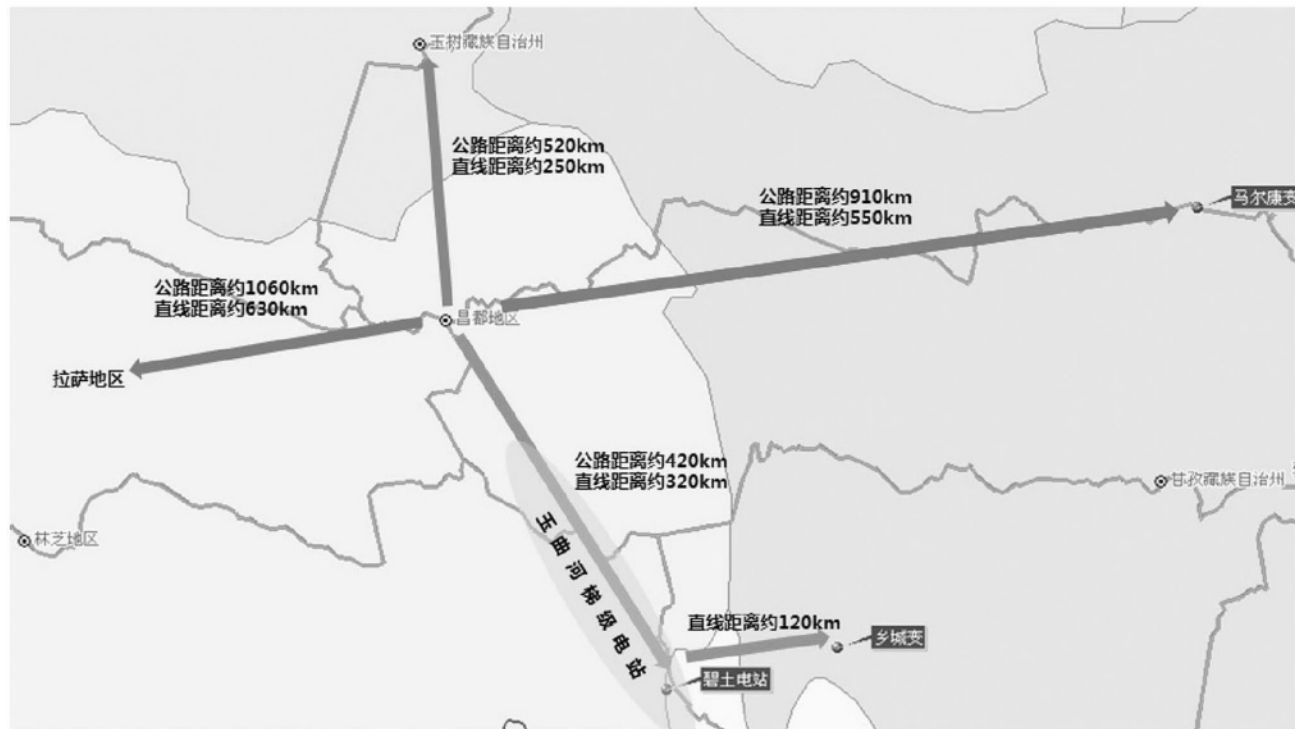 玉树藏族自治州
公路距离约520km
直线距离约250km
公路距离约910km
直线距离约550km
马尔康变
公路距离约1060km
直线距离约630km
昌都地区
拉萨地区
公路距离约420km
直线距离约320km
甘孜藏族自治州
林芝地区
玉曲河梯级电站
直线距离约120km
乡城变
碧土电站